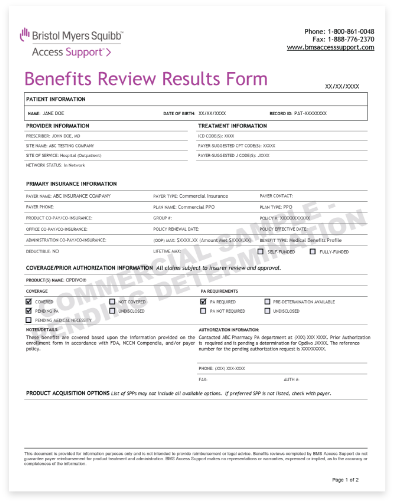 Bristol Myers Squibb™
Access Support®
Phone: 1-800-861-0048
Fax: 1-888-776-2370
www.bmsaccesssupport.com
Benefits Review Results Form
XX/XX/XXXX
PATIENT INFORMATION
NAME: JANE DOE DATE OF BIRTH: XX/XX/XXXX RECORD ID: PAT-XXXXXXXX
PROVIDER INFORMATION TREATMENT INFORMATION
PRESCRIBER: JOHN DOE, MD ICD CODE(S): XXXX
SITE NAME: ABC TESTING COMPANY PAYER SUGGESTED CPT CODE(S): XXXXX
SITE OF SERVICE: Hospital (Outpatient) PAYER SUGGESTED J CODE(S): JXXXX
NETWORK STATUS: In Network
PRIMARY INSURANCE INFORMATION
PAYER NAME: ABC INSURANCE COMPANY PAYER TYPE: Commercial Insurance PAYER CONTACT:
PAYER PHONE: PLAN NAME: Commercial PPO PLAN TYPE: PPO
PRODUCT CO-PAY/CO-INSURANCE: GROUP #: POLICY #: XXXXXXXXXXX
OFFICE CO-PAY/CO-INSURANCE: POLICY RENEWAL DATE: POLICY EFFECTIVE DATE:
ADMINISTRATION CO-PAY/CO-INSURANCE: OOP MAX: $XXXX.XX (Amount met $XXXX.XX) BENEFIT TYPE: Medical Benefits Profile
DEDUCTIBLE: NO LIFETIME MAX: SELF-FUNDED FULLY-FUNDED
COMMERCIAL SAMPLE -
PENDING DETERMINATION
COVERAGE/PRIOR AUTHORIZATION INFORMATION All claims subject to insurer review and approval.
PRODUCT(S) NAME: OPDIVO®
COVERAGE PA REQUIREMENTS
COVERED NOT COVERED PA REQUIRED PRE-DETERMINATION AVAILABLE
PENDING PA UNDISCLOSED PA NOT REQUIRED UNDISCLOSED
PENDING MEDICAL NECESSITY
NOTES/DETAILS: AUTHORIZATION INFORMATION:
These benefits are covered based upon the information provided on the Contacted ABC Pharmacy PA department at (XXX) XXX XXXX. Prior Authorization
enrollment form in accordance with FDA, NCCN Compendia, and/or payer is required and is pending a determination for Opdivo JXXXX. The reference
policy. number for the pending authorization request is XXXXXXXX.
PHONE: (XXX) XXX-XXXX
FAX: AUTH #:
PRODUCT ACQUISITION OPTIONS List of SPPs may not include all available options. If preferred SPP is not listed, check with payer.
This document is provided for information purposes only and is not intended to provide reimbursement or legal advice. Benefits reviews completed by BMS Access Support do not
guarantee payer reimbursement for product treatment and administration. BMS Access Support makes no representations or warranties, expressed or implied, as to the accuracy or
completeness of the information.
Page 1 of 2